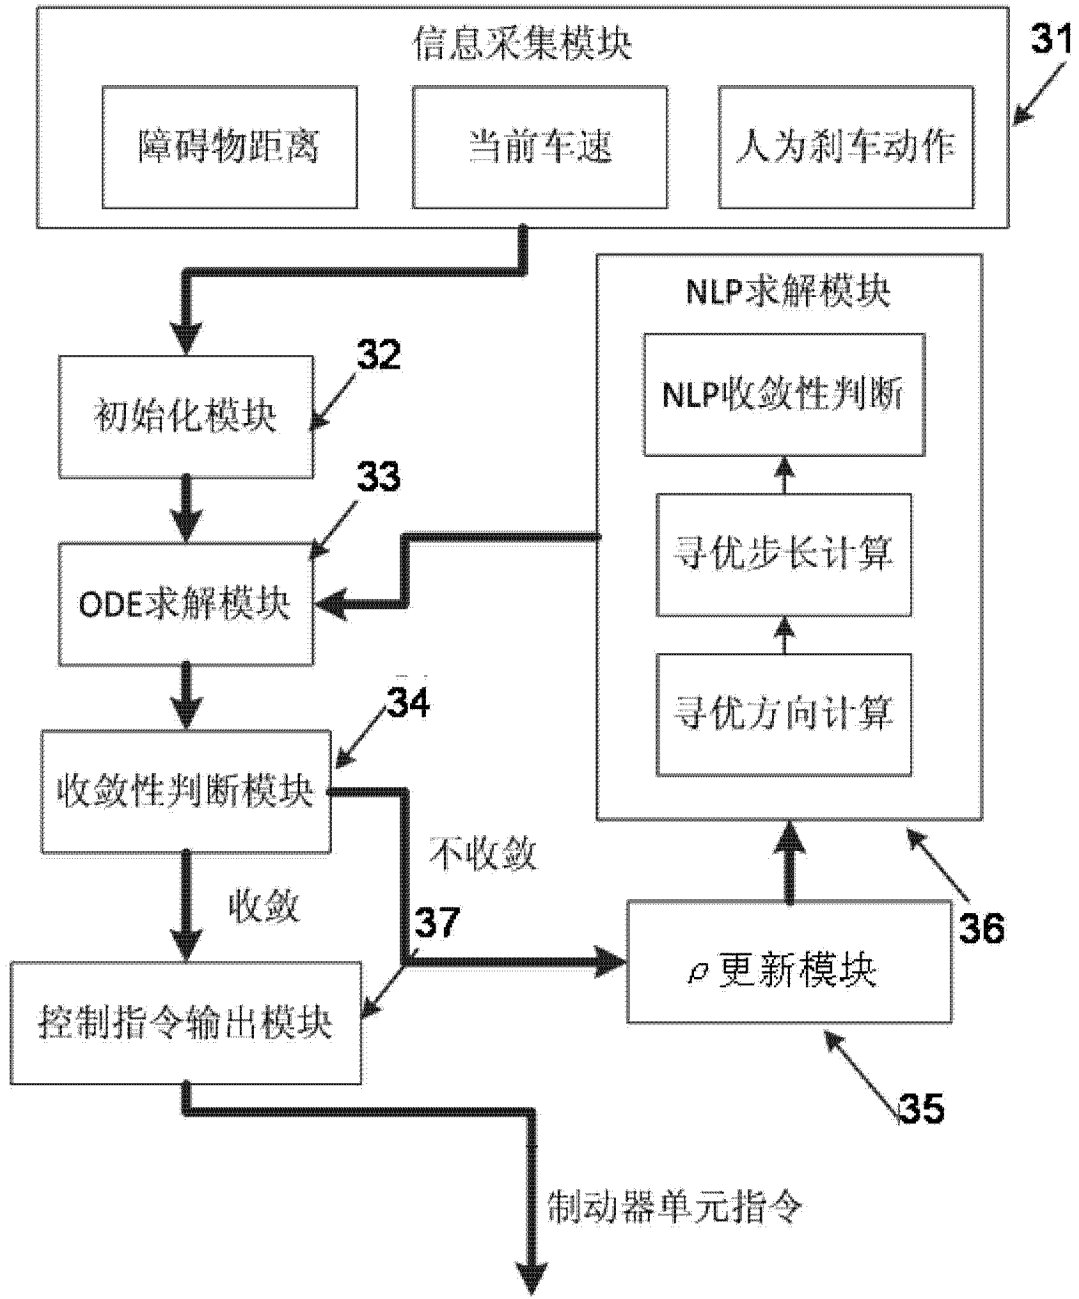 信息采集模块
31
障碍物距离
当前车速
人为刹车动作
NLP求解模块
32
初始化模块
NLP收敛性判断
33
寻优步长计算
ODE求解模块
34
寻优方向计算
收敛性判断模块
不收敛
收敛
37
36
ρ更新模块
控制指令输出模块
35
制动器单元指令